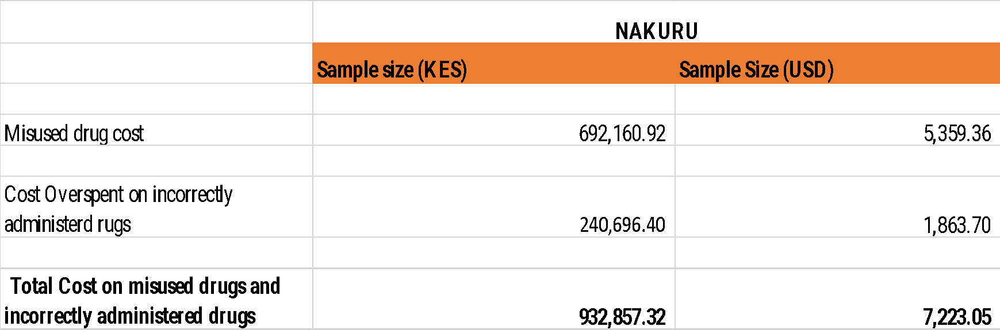 NAKURU
Sample size (KES) Sample Size (USD)
Misused drug cost 692,160.92 5,359.36
Cost Overspent on incorrectly
administerd rugs 240,696.40 1,863.70
Total Cost on misused drugs and
incorrectly administered drugs 932,857.32 7,223.05